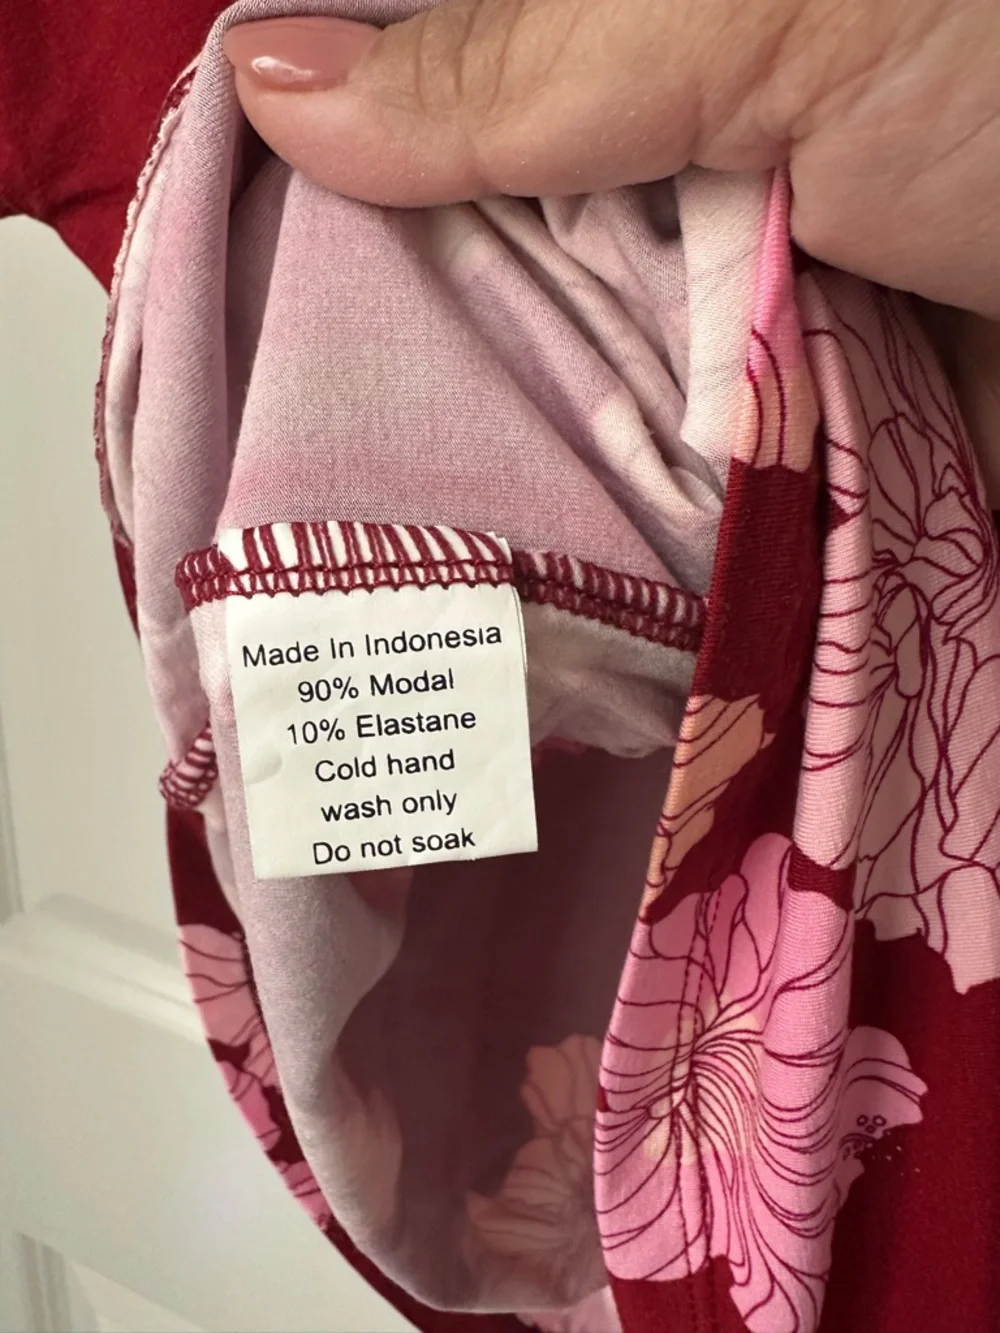 Made In Indonesia
90% Modal
10% Elastane
Cold hand
wash only
Do not soak